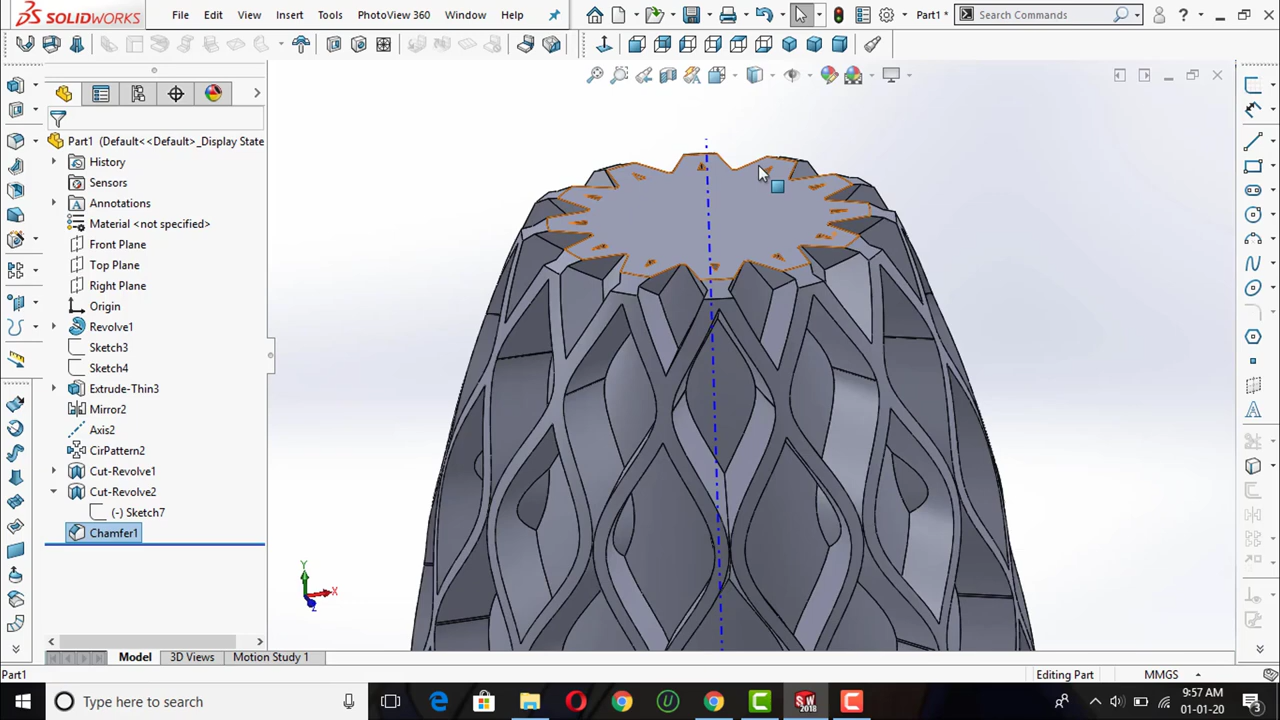 SOLIDWORKS
File Edit View Insert Tools PhotoView 360 Window Help
Part1 *
Search Commands
?
Part1 (Default<<Default>_Display State
History
Sensors
Annotations
Material <not specified>
Front Plane
Top Plane
Right Plane
Origin
Revolve1
Sketch3
Sketch4
Extrude-Thin3
Mirror2
Axis2
CirPattern2
Cut-Revolve1
Cut-Revolve2
(-) Sketch7
Chamfer1
Y
X
Z
Model 3D Views Motion Study 1
Part1
Editing Part
MMGS
Type here to search
SW
2018
9:57 AM
01-01-20
3